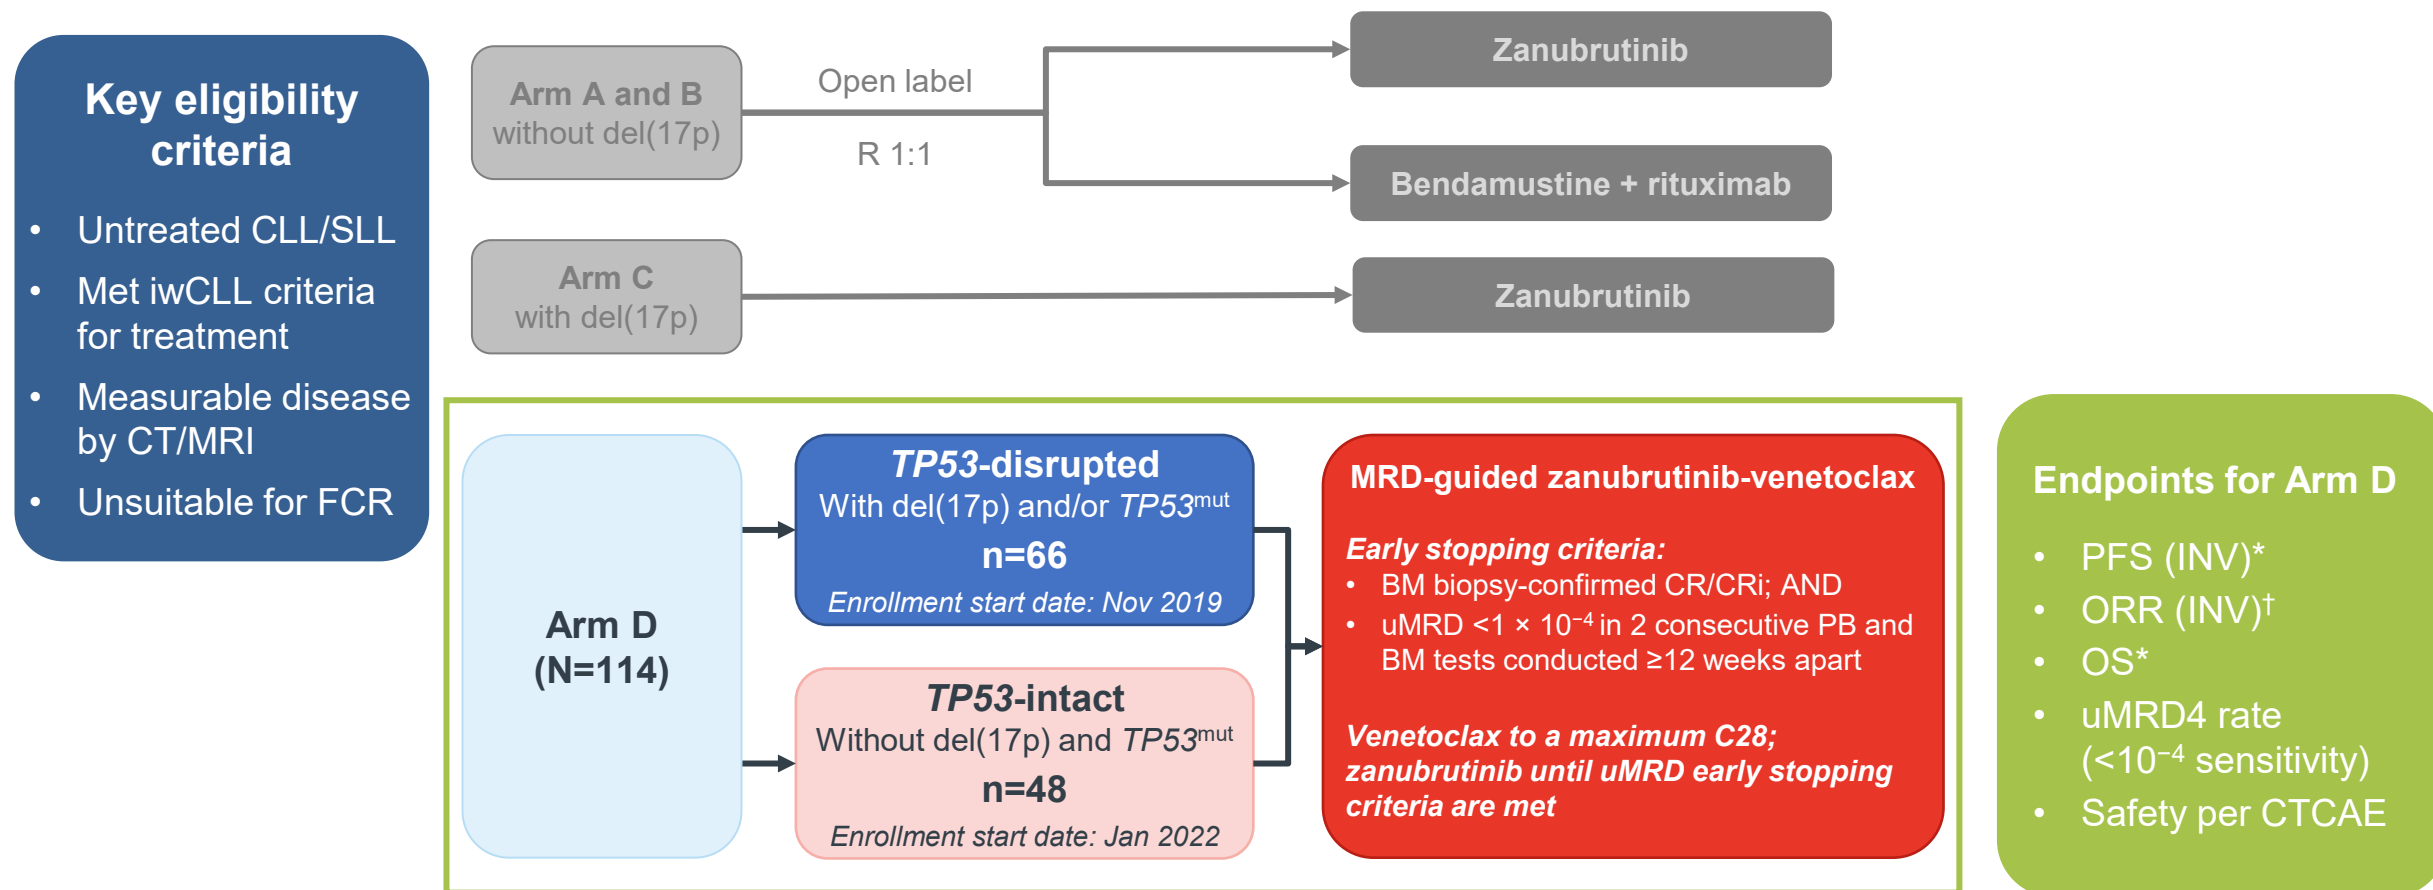 Key eligibility
criteria
• Untreated CLL/SLL
• Met iwCLL criteria
for treatment
• Measurable disease
by CT/MRI
• Unsuitable for FCR
Arm A and B
without del(17p)
Open label
R 1:1
Zanubrutinib
Bendamustine + rituximab
Arm C
with del(17p)
Zanubrutinib
Arm D
(N=114)
TP53-disrupted
With del(17p) and/or TP53ᵐᵘᵗ
n=66
Enrollment start date: Nov 2019
TP53-intact
Without del(17p) and TP53ᵐᵘᵗ
n=48
Enrollment start date: Jan 2022
MRD-guided zanubrutinib-venetoclax
Early stopping criteria:
• BM biopsy-confirmed CR/CRi; AND
• uMRD <1 × 10⁻⁴ in 2 consecutive PB and
BM tests conducted ≥12 weeks apart
Venetoclax to a maximum C28;
zanubrutinib until uMRD early stopping
criteria are met
Endpoints for Arm D
• PFS (INV)*
• ORR (INV)†
• OS*
• uMRD4 rate
(<10⁻⁴ sensitivity)
• Safety per CTCAE